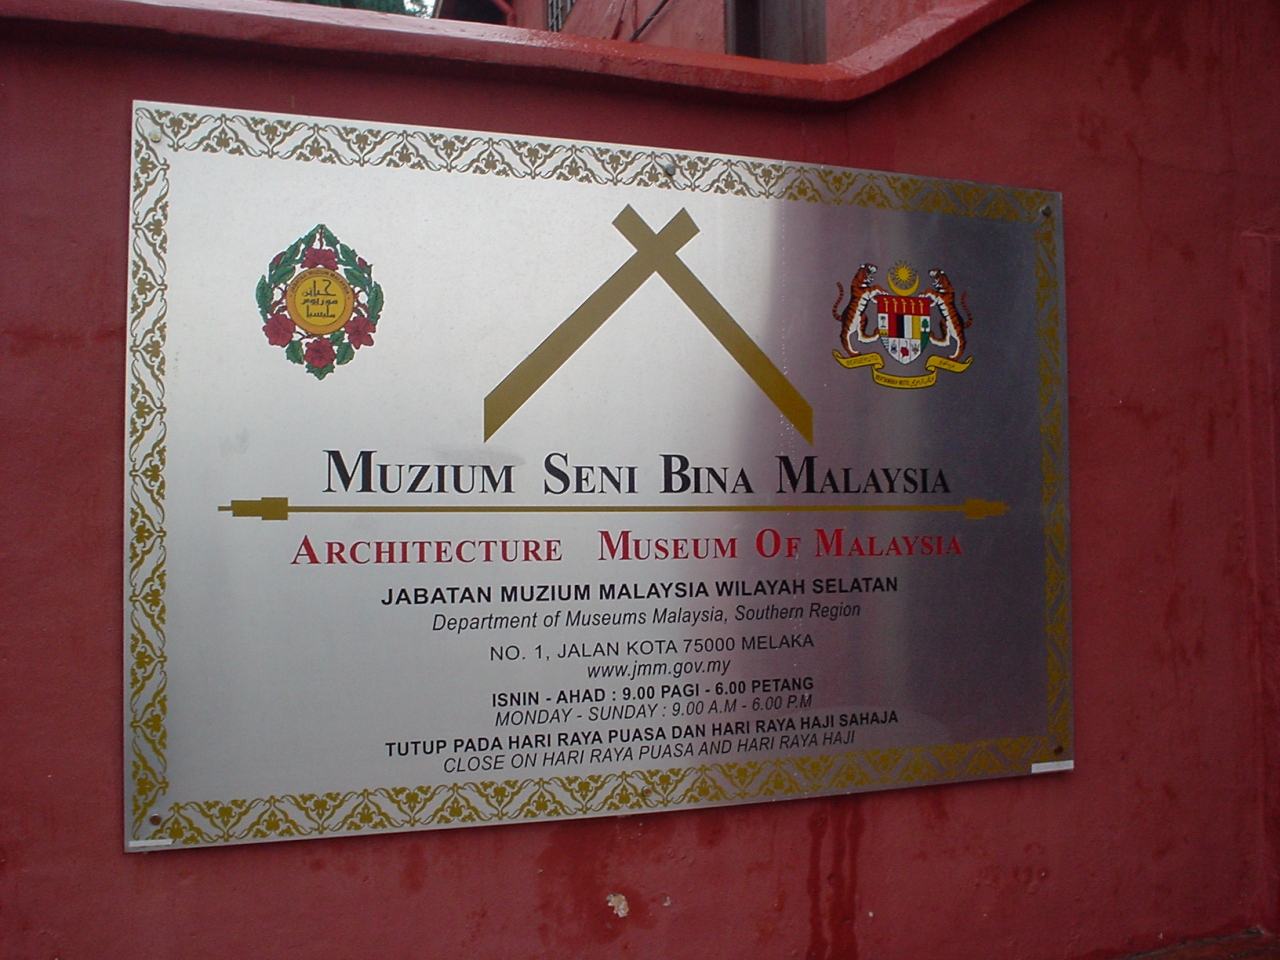 Muzium Seni Bina Malaysia
Architecture Museum Of Malaysia
JABATAN MUZIUM MALAYSIA WILAYAH SELATAN
Department of Museums Malaysia, Southern Region
NO. 1, JALAN KOTA 75000 MELAKA
www.jmm.gov.my
ISNIN - AHAD : 9.00 PAGI - 6.00 PETANG
MONDAY - SUNDAY : 9.00 A.M - 6.00 P.M
TUTUP PADA HARI RAYA PUASA DAN HARI RAYA HAJI SAHAJA
CLOSE ON HARI RAYA PUASA AND HARI RAYA HAJI